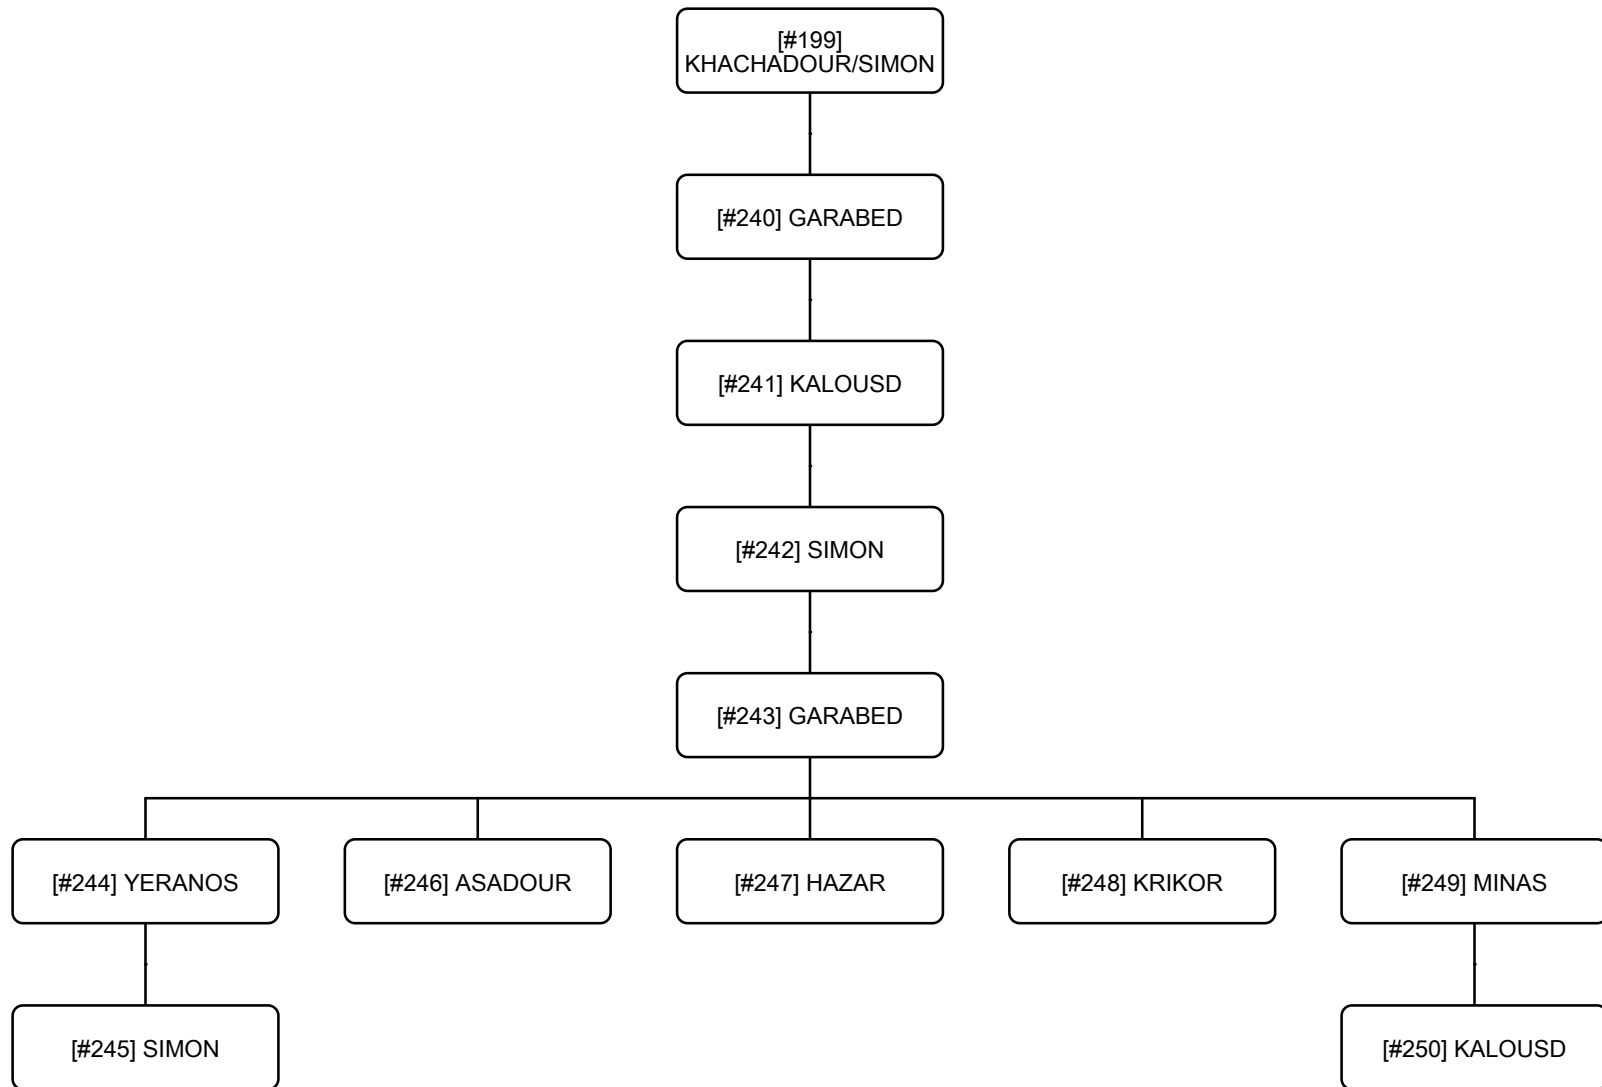 [#199]
KHACHADOUR/SIMON
[#240] GARABED
[#241] KALOUSD
[#242] SIMON
[#243] GARABED
[#244] YERANOS
[#246] ASADOUR
[#247] HAZAR
[#248] KRIKOR
[#249] MINAS
[#245] SIMON
[#250] KALOUSD